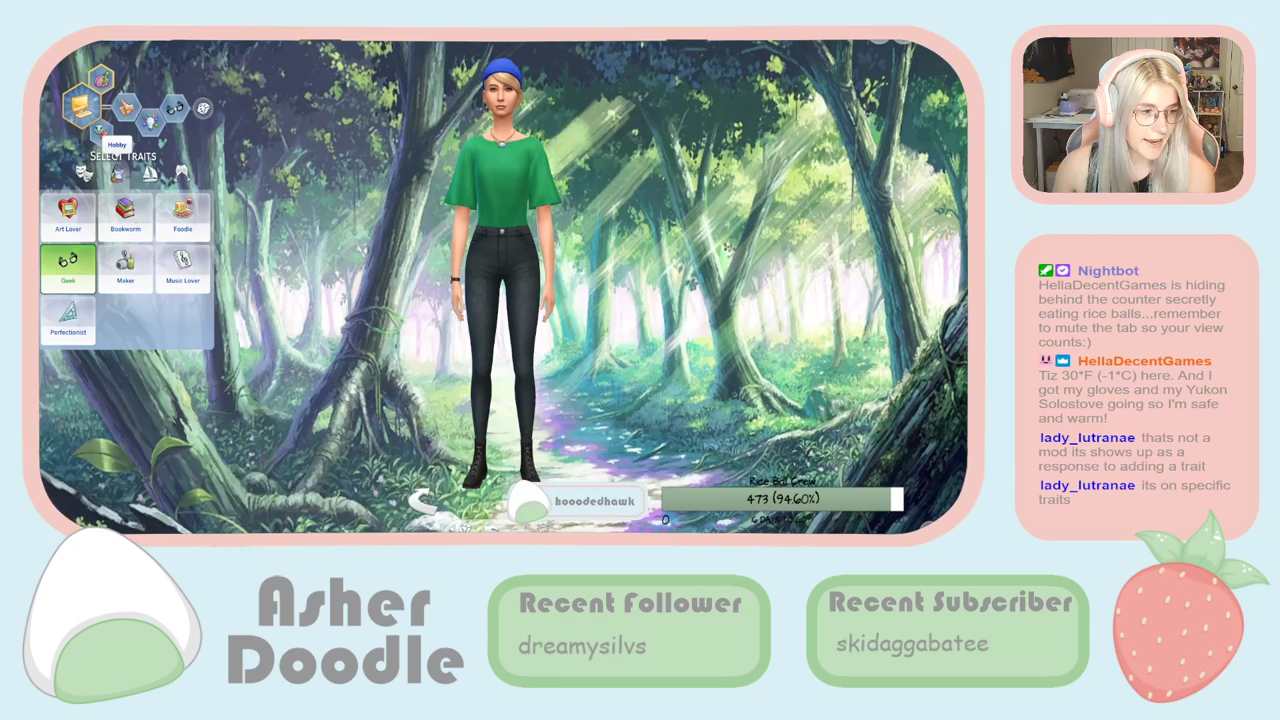 Hobby
SELECT TRAITS
Art Lover
Bookworm
Foodie
Geek
Maker
Music Lover
Perfectionist
hooodedhawk
Rice Ball Crew
473 (94.60%)
0
Nightbot
HellaDecentGames is hiding
behind the counter secretly
eating rice balls...remember
to mute the tab so your view
counts:)
HellaDecentGames
Tiz 30*F (-1*C) here. And I
got my gloves and my Yukon
Solostove going so I'm safe
and warm!
lady_lutranae thats not a
mod its shows up as a
response to adding a trait
lady_lutranae its on specific
traits
Asher
Doodle
Recent Follower
dreamysilvs
Recent Subscriber
skidaggabatee